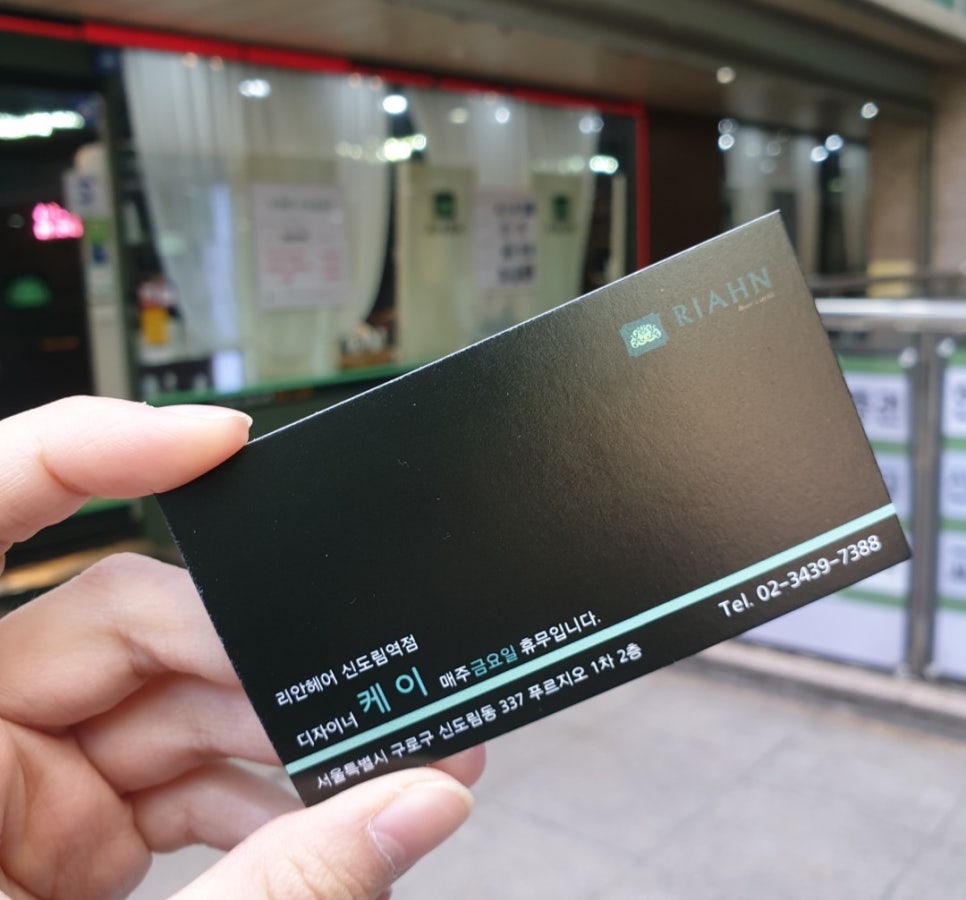 RIAHN
리안헤어 신도림역점
디자이너 케이 매주금요일 휴무입니다.
Tel. 02-3439-7388
서울특별시 구로구 신도림동 337 푸르지오 1차 2층